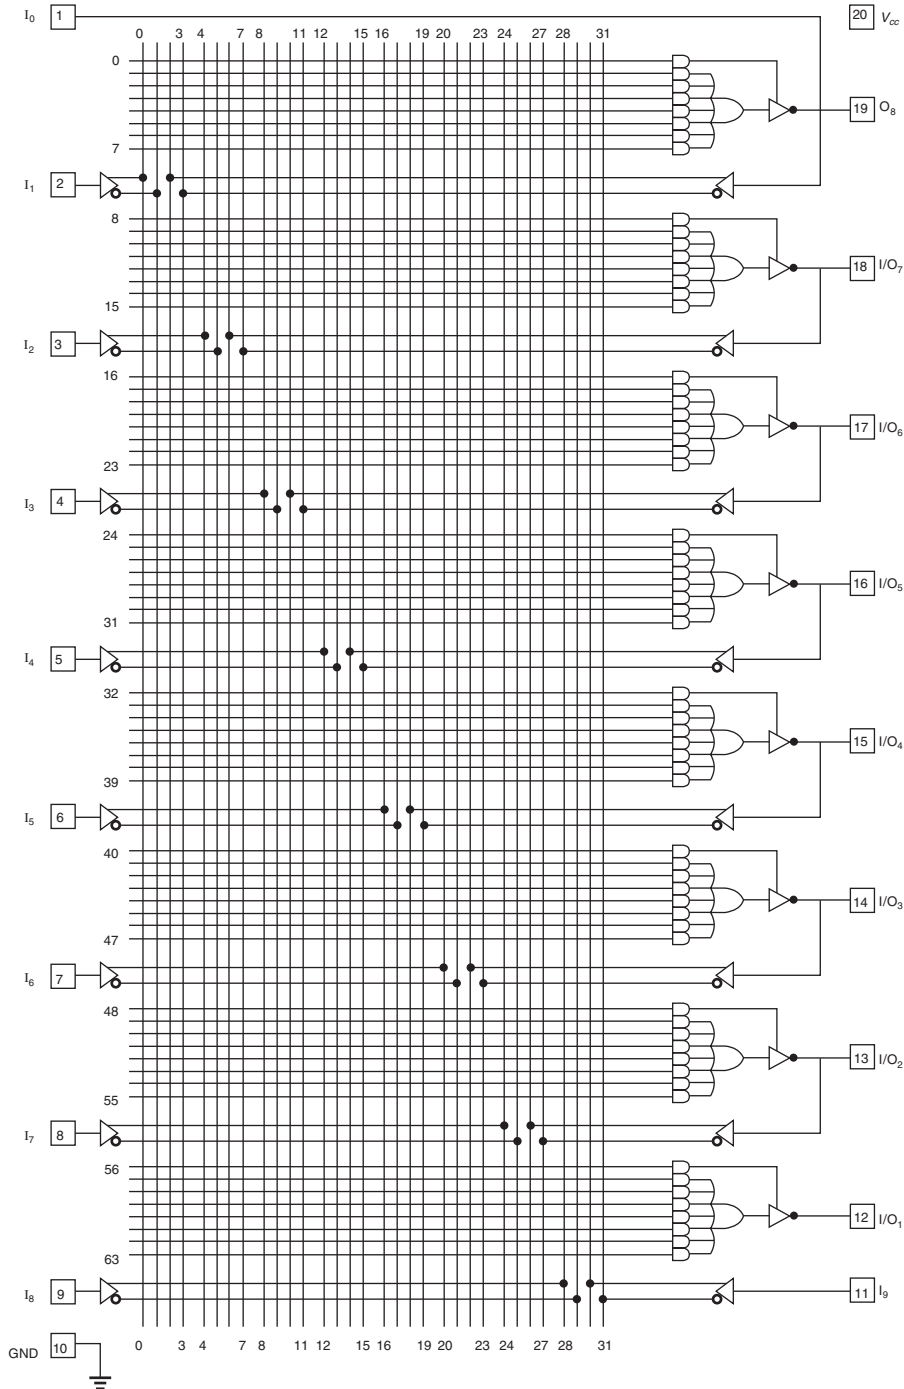 I0 1 20 Vcc
0 3 4 7 8 11 12 15 16 19 20 23 24 27 28 31
0
19 O8
7
I1 2
8
18 I/O7
15
I2 3
16
17 I/O6
23
I3 4
24
16 I/O5
31
I4 5
32
15 I/O4
39
I5 6
40
14 I/O3
47
I6 7
48
13 I/O2
55
I7 8
56
12 I/O1
63
I8 9 11 I9
GND 10
0 3 4 7 8 11 12 15 16 19 20 23 24 27 28 31